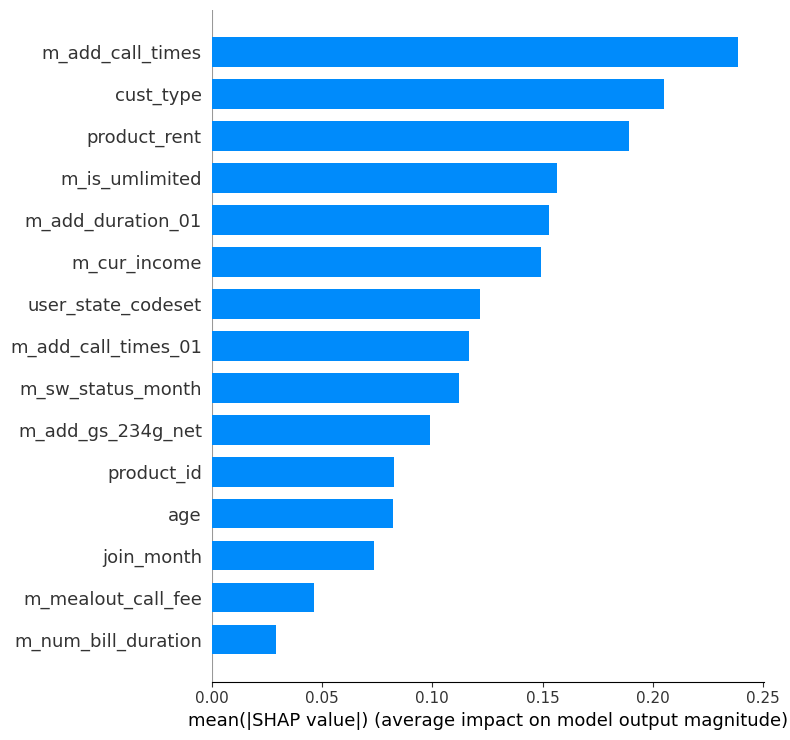 m_add_call_times
cust_type
product_rent
m_is_umlimited
m_add_duration_01
m_cur_income
user_state_codeset
m_add_call_times_01
m_sw_status_month
m_add_gs_234g_net
product_id
age
join_month
m_mealout_call_fee
m_num_bill_duration
0.00 0.05 0.10 0.15 0.20 0.25
mean(|SHAP value|) (average impact on model output magnitude)